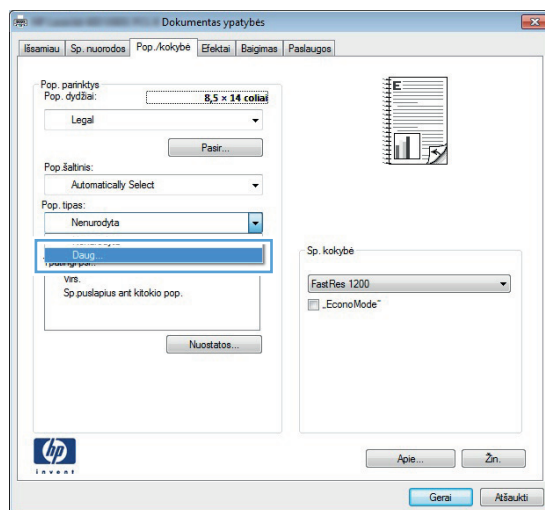 Dokumentas ypatybės
Išsamiau Sp. nuorodos Pop./kokybė Efektai Baigimas Paslaugos
Pop. parinktys
Pop. dydžiai: 8,5 × 14 coliai
Legal
Pasir...
Pop.šaltinis:
Automatically Select
Pop. tipas:
Nenurodyta
Daug...
Virs.
Sp.puslapius ant kitokio pop.
Nuostatos...
E
Sp. kokybė
FastRes 1200
„EconoMode"
hp
invent
Apie... Žin.
Gerai Atšaukti